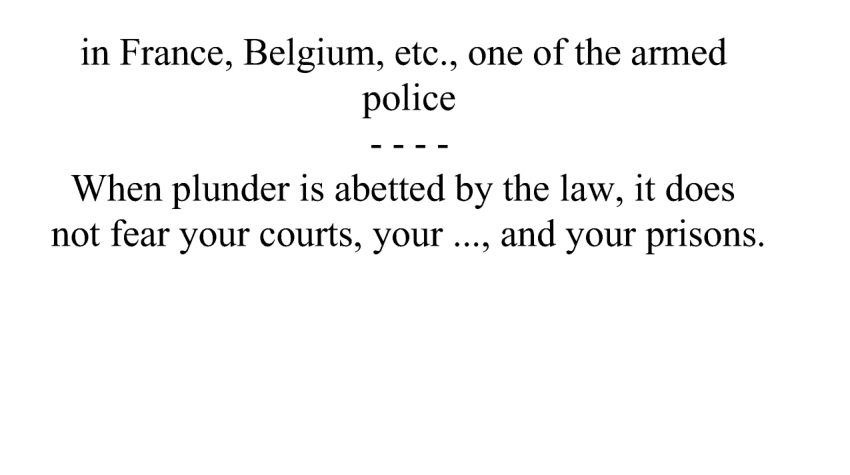 in France, Belgium, etc., one of the armed
police
- - - -
When plunder is abetted by the law, it does
not fear your courts, your ..., and your prisons.